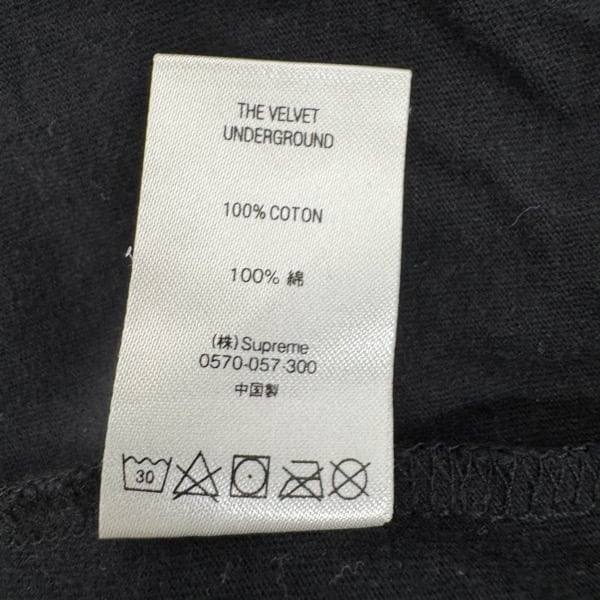 THE VELVET
UNDERGROUND
100% COTON
100% 綿
(株)Supreme
0570-057-300
中国製
30